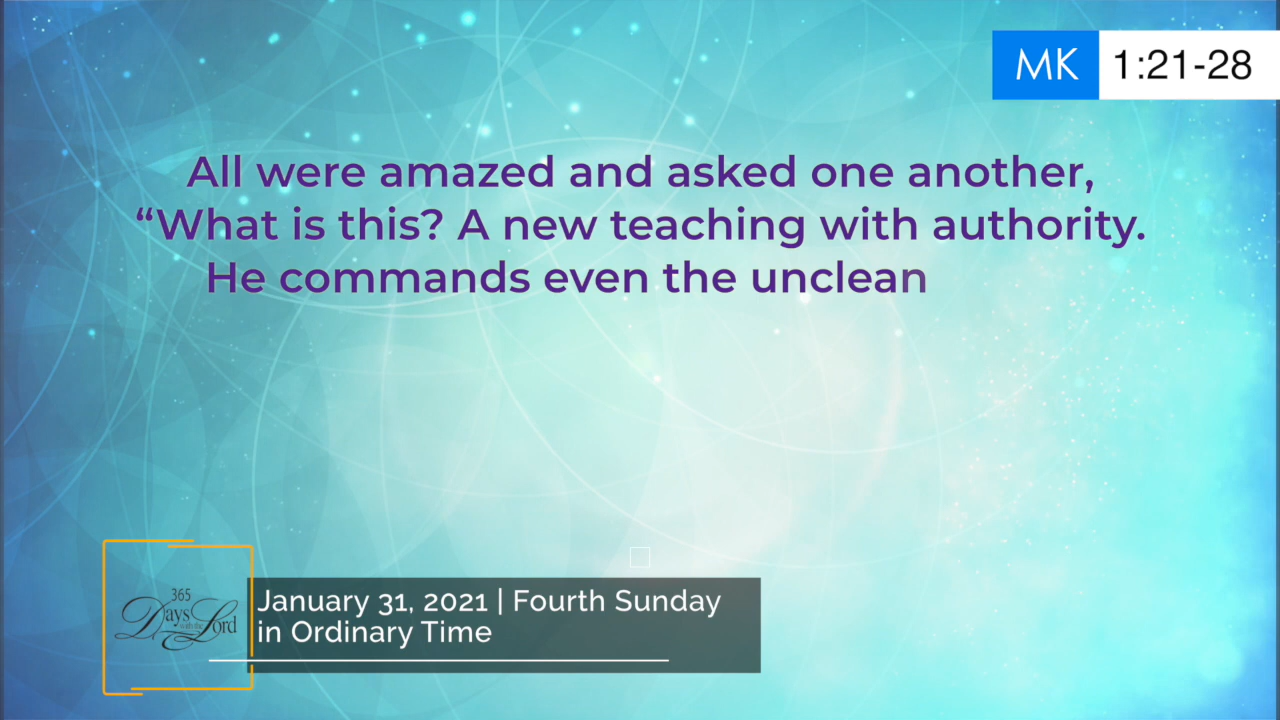 MK 1:21-28
All were amazed and asked one another,
“What is this? A new teaching with authority.
He commands even the unclean
365
Days with the Lord
January 31, 2021 | Fourth Sunday
in Ordinary Time